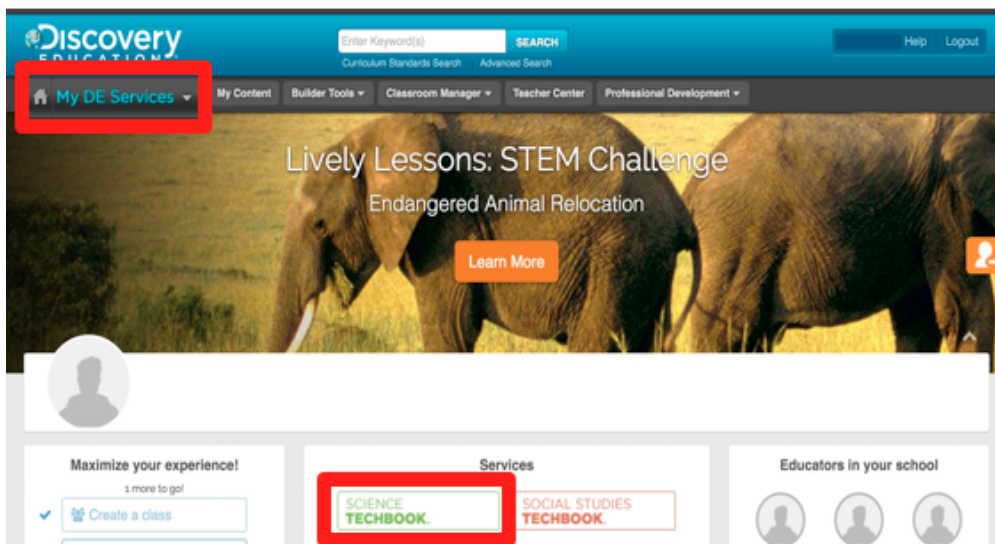 Discovery
EDUCATION
Enter Keyword(s) SEARCH
Curriculum Standards Search Advanced Search
Help Logout
My DE Services My Content Builder Tools Classroom Manager Teacher Center Professional Development
Lively Lessons: STEM Challenge
Endangered Animal Relocation
Learn More
Maximize your experience!
1 more to go!
Create a class
Services
SCIENCE
TECHBOOK.
SOCIAL STUDIES
TECHBOOK.
Educators in your school